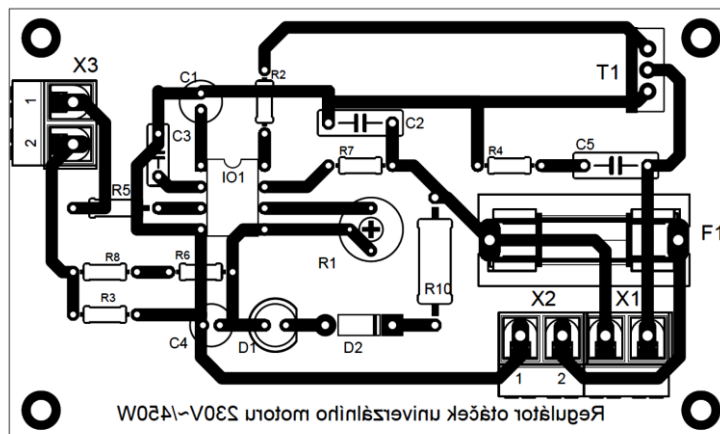 X3
1
2
C1
R2
T1
C3
C2
IO1
R7
R4
C5
R5
R1
F1
R8
R6
R10
R3
X2
X1
C4
D1
D2
1
2
Regulátor otáček univerzálního motoru 230V~/450W